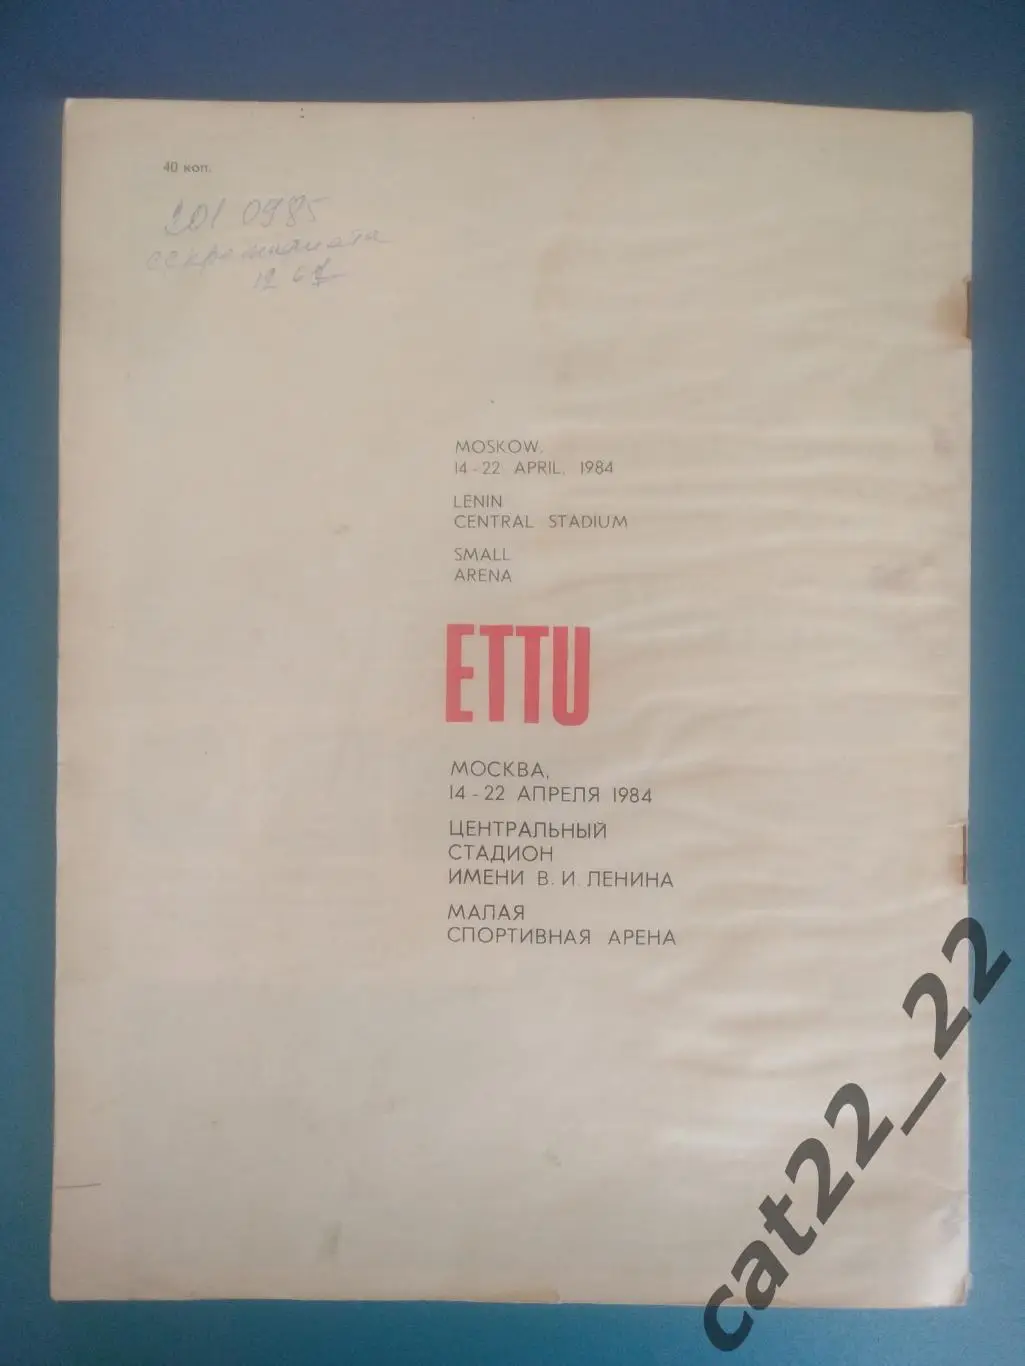 40 коп.
201 0985
MOSKOW,
14-22 APRIL, 1984
LENIN
CENTRAL STADIUM
SMALL
ARENA
ETTU
МОСКВА,
14-22 АПРЕЛЯ 1984
ЦЕНТРАЛЬНЫЙ
СТАДИОН
ИМЕНИ В. И. ЛЕНИНА
МАЛАЯ
СПОРТИВНАЯ АРЕНА
cat22_22